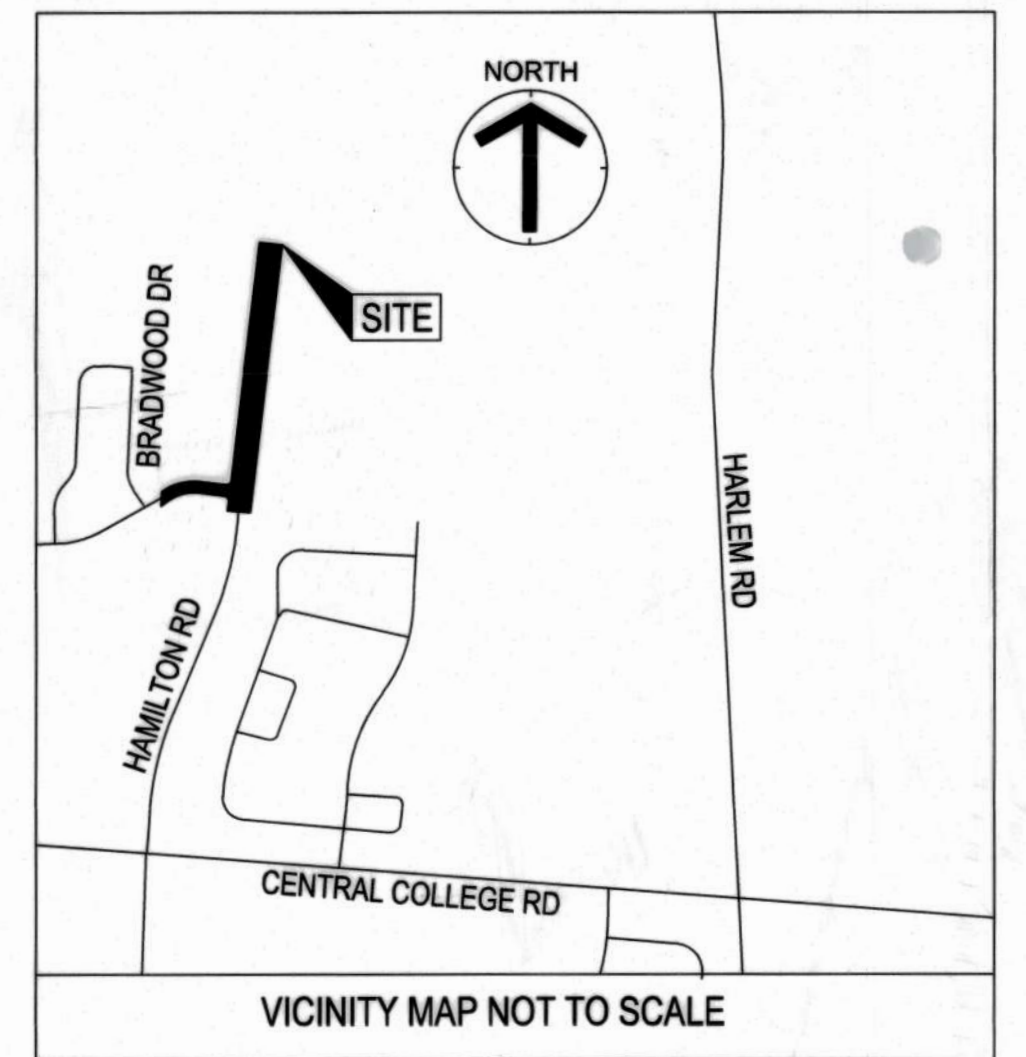 NORTH
SITE
BRADWOOD DR
HARLEM RD
HAMILTON RD
CENTRAL COLLEGE RD
VICINITY MAP NOT TO SCALE